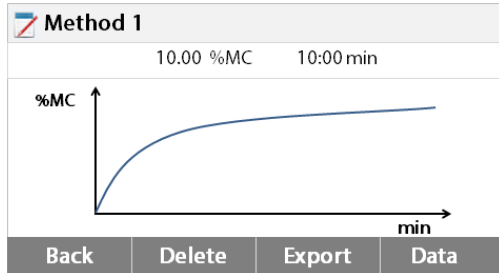 Method 1
10.00 %MC 10:00 min
%MC
min
Back Delete Export Data